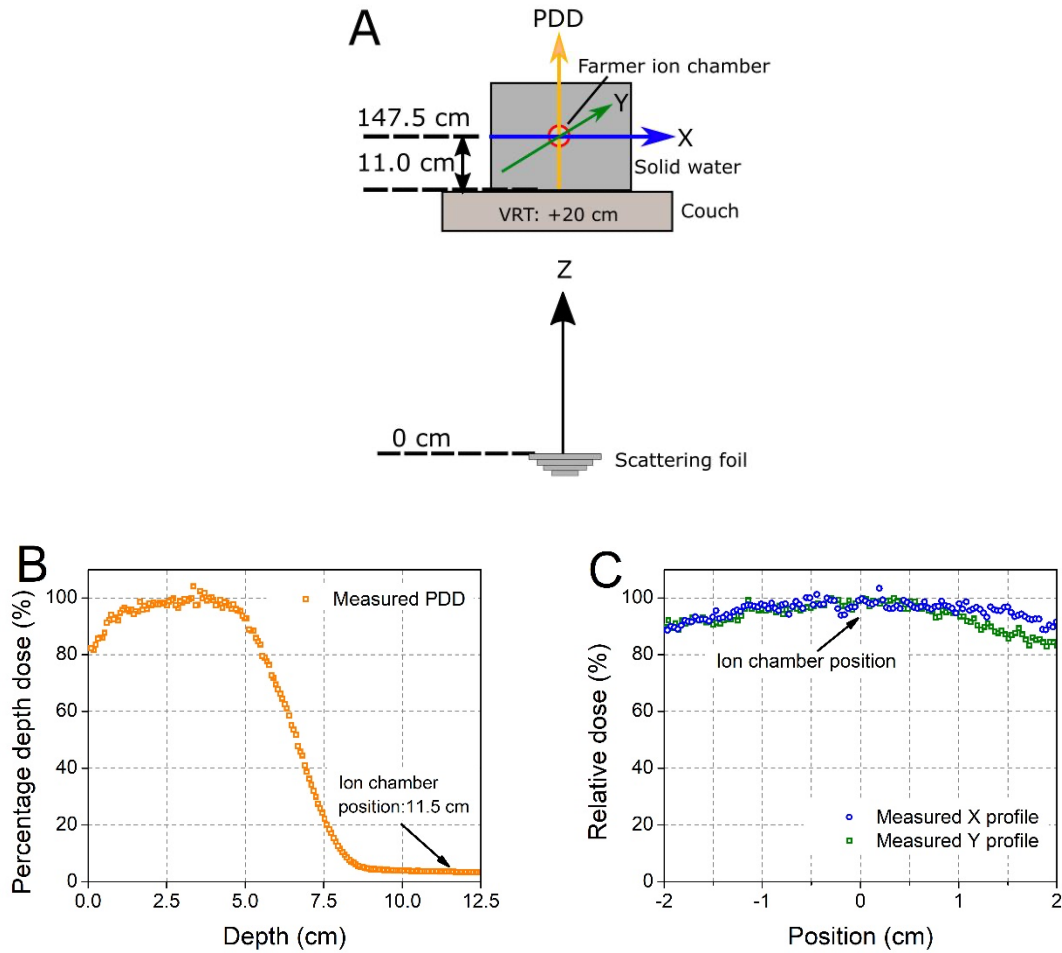 A
PDD
Farmer ion chamber
Y
147.5 cm
X
11.0 cm
Solid water
VRT: +20 cm
Couch
Z
0 cm
Scattering foil
B
Percentage depth dose (%)
100
80
60
40
20
0
Measured PDD
Ion chamber
position:11.5 cm
0.0 2.5 5.0 7.5 10.0 12.5
Depth (cm)
C
Relative dose (%)
100
80
60
40
20
0
Ion chamber position
Measured X profile
Measured Y profile
-2 -1 0 1 2
Position (cm)